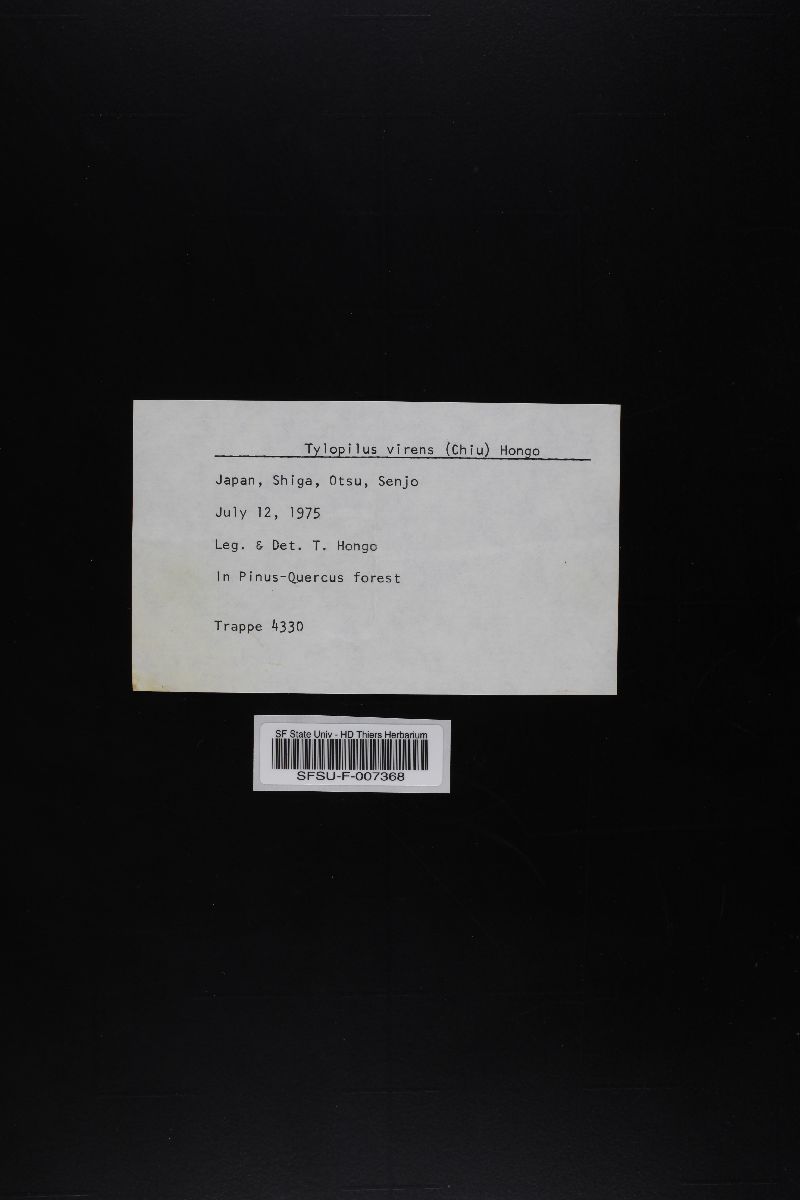 Tylopilus virens (Chiu) Hongo
Japan, Shiga, Otsu, Senjo
July 12, 1975
Leg. & Det. T. Hongo
In Pinus-Quercus forest
Trappe 4330
SF State Univ - HD Thiers Herbarium
SFSU-F-007368